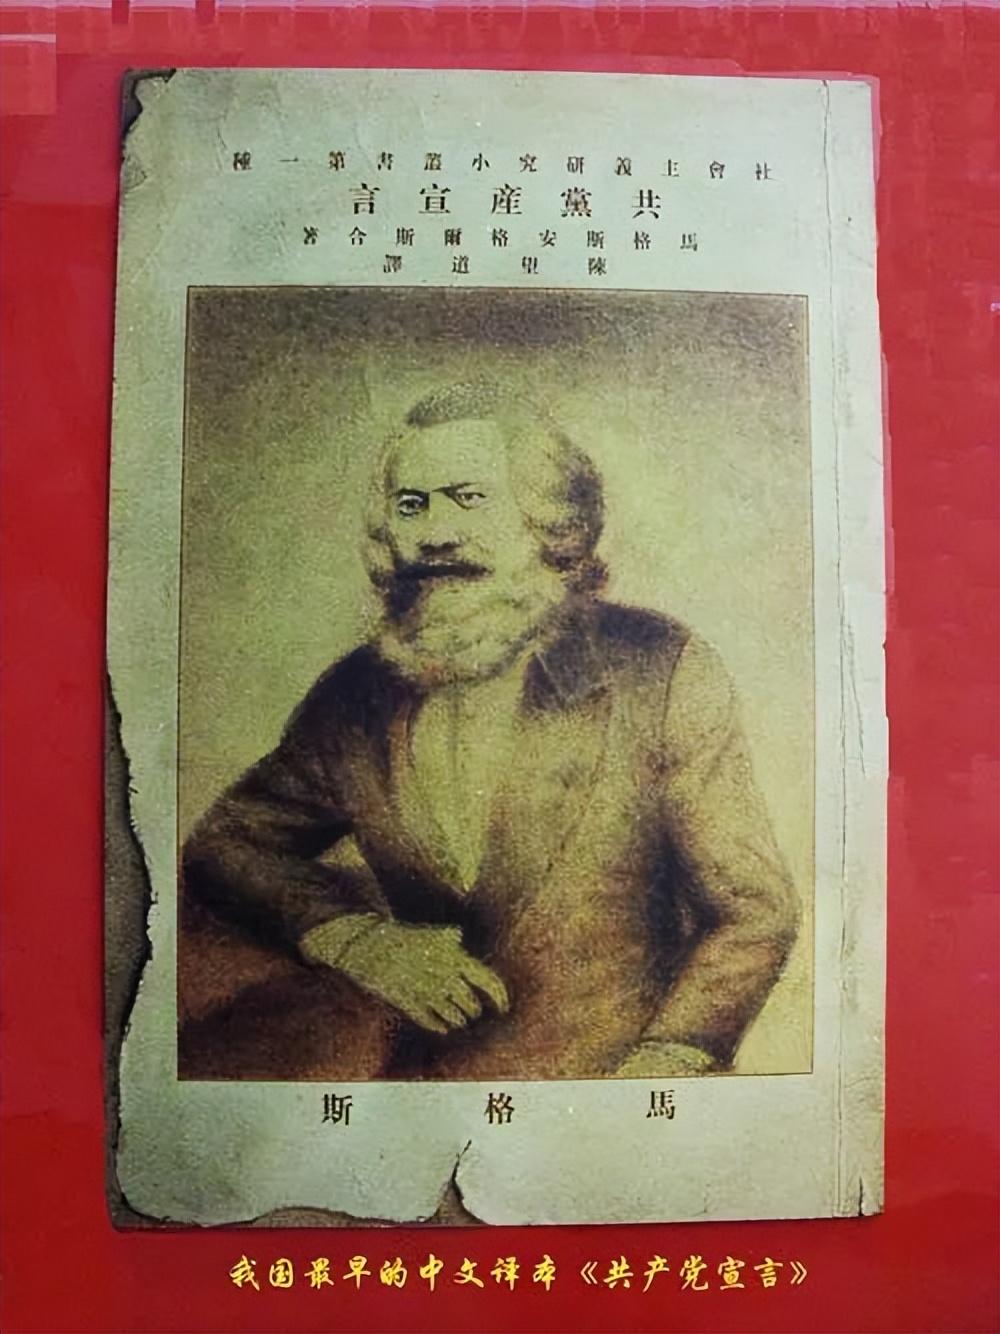 社會主義研究小叢書第一種
共黨産宣言
馬格斯安格爾斯合著
陳望道譯
馬格斯
我国最早的中文译本《共产党宣言》